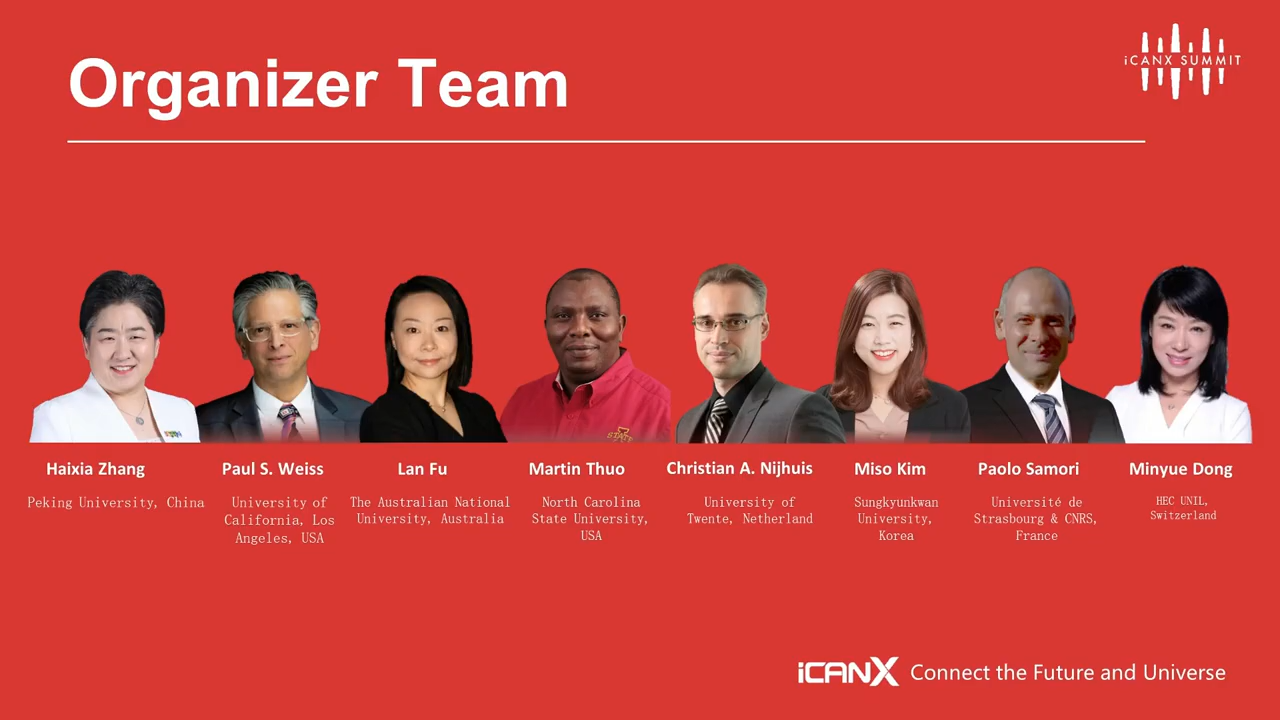 Organizer Team
iCANX SUMMIT
STATE
Haixia Zhang
Peking University, China
Paul S. Weiss
University of
California, Los
Angeles, USA
Lan Fu
The Australian National
University, Australia
Martin Thuo
North Carolina
State University,
USA
Christian A. Nijhuis
University of
Twente, Netherland
Miso Kim
Sungkyunkwan
University,
Korea
Paolo Samori
Université de
Strasbourg & CNRS,
France
Minyue Dong
HEC UNIL,
Switzerland
iCANX Connect the Future and Universe